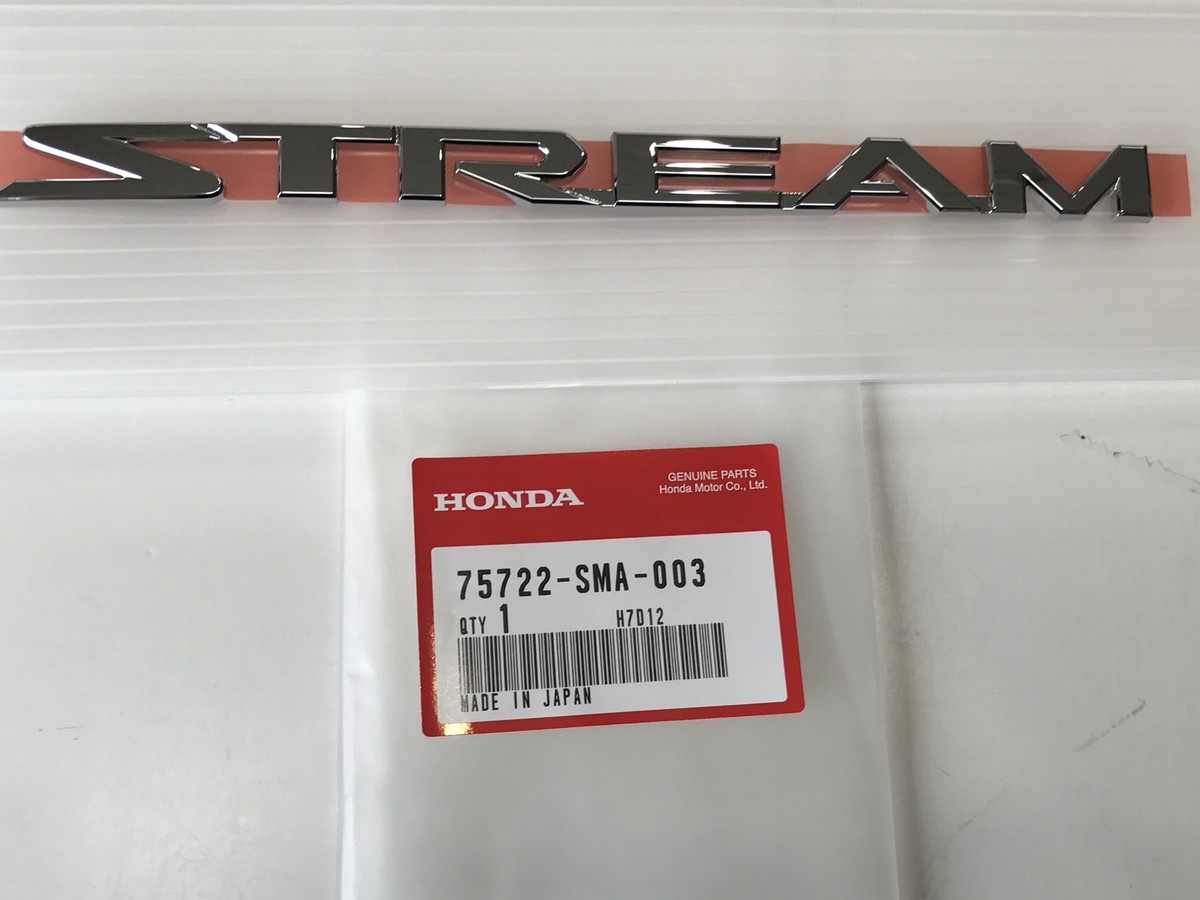 STREAM
HONDA
GENUINE PARTS
Honda Motor Co., Ltd.
75722-SMA-003
QTY 1 H7D12
MADE IN JAPAN